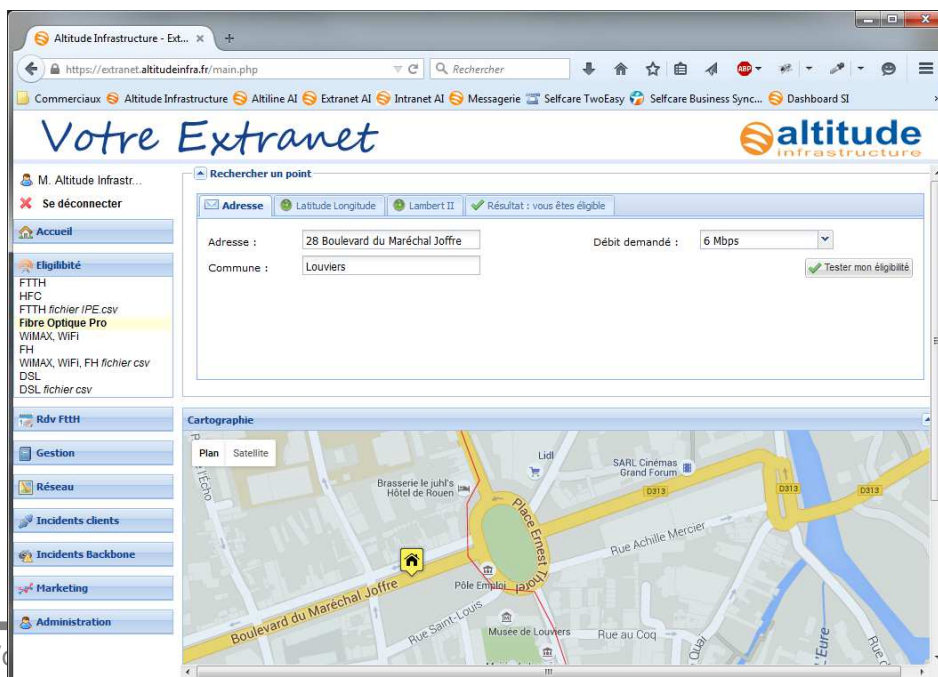 Altitude Infrastructure - Ext...
https://extranet.altitudeinfra.fr/main.php
Rechercher
ABP
Commerciaux Altitude Infrastructure Altiline AI Extranet AI Intranet AI Messagerie Selfcare TwoEasy Selfcare Business Sync... Dashboard SI
Votre Extranet
altitude
infrastructure
M. Altitude Infrastr...
Se déconnecter
Accueil
Eligibilité
FTTH
HFC
FTTH fichier IPE.csv
Fibre Optique Pro
WiMAX, WiFi
FH
WiMAX, WiFi, FH fichier csv
DSL
DSL fichier csv
Rdv FttH
Gestion
Réseau
Incidents clients
Incidents Backbone
Marketing
Administration
Rechercher un point
Adresse Latitude Longitude Lambert II Résultat : vous êtes éligible
Adresse : 28 Boulevard du Maréchal Joffre Débit demandé : 6 Mbps
Commune : Louviers Tester mon éligibilité
Cartographie
Plan Satellite
Lidl
SARL Cinémas
Grand Forum
Brasserie le juhl's
Hôtel de Rouen
D313
D313
D313
Place Ernest Thorel
Rue Achille Mercier
Pôle Emploi
Boulevard du Maréchal Joffre
Rue Saint-Louis
Musée de Louviers
Rue au Coq
Quai
L'Eure